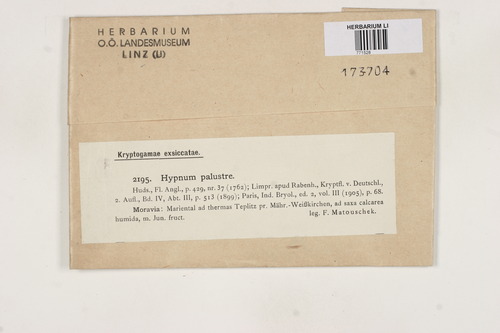 HERBARIUM
O.Ö. LANDESMUSEUM
LINZ (LI)
HERBARIUM LI
173704
Kryptogamae exsiccatae.
2195. Hypnum palustre.
Huds., Fl. Angl., p. 429, nr. 37 (1762); Limpr. apud Rabenh., Kryptfl. v. Deutschl.,
2. Aufl., Bd. IV, Abt. III, p. 513 (1899); Paris, Ind. Bryol., ed. 2, vol. III (1905), p. 68.
Moravia: Mariental ad thermas Teplitz pr. Mähr.-Weißkirchen, ad saxa calcarea
humida, m. Jun. fruct. leg. F. Matouschek.